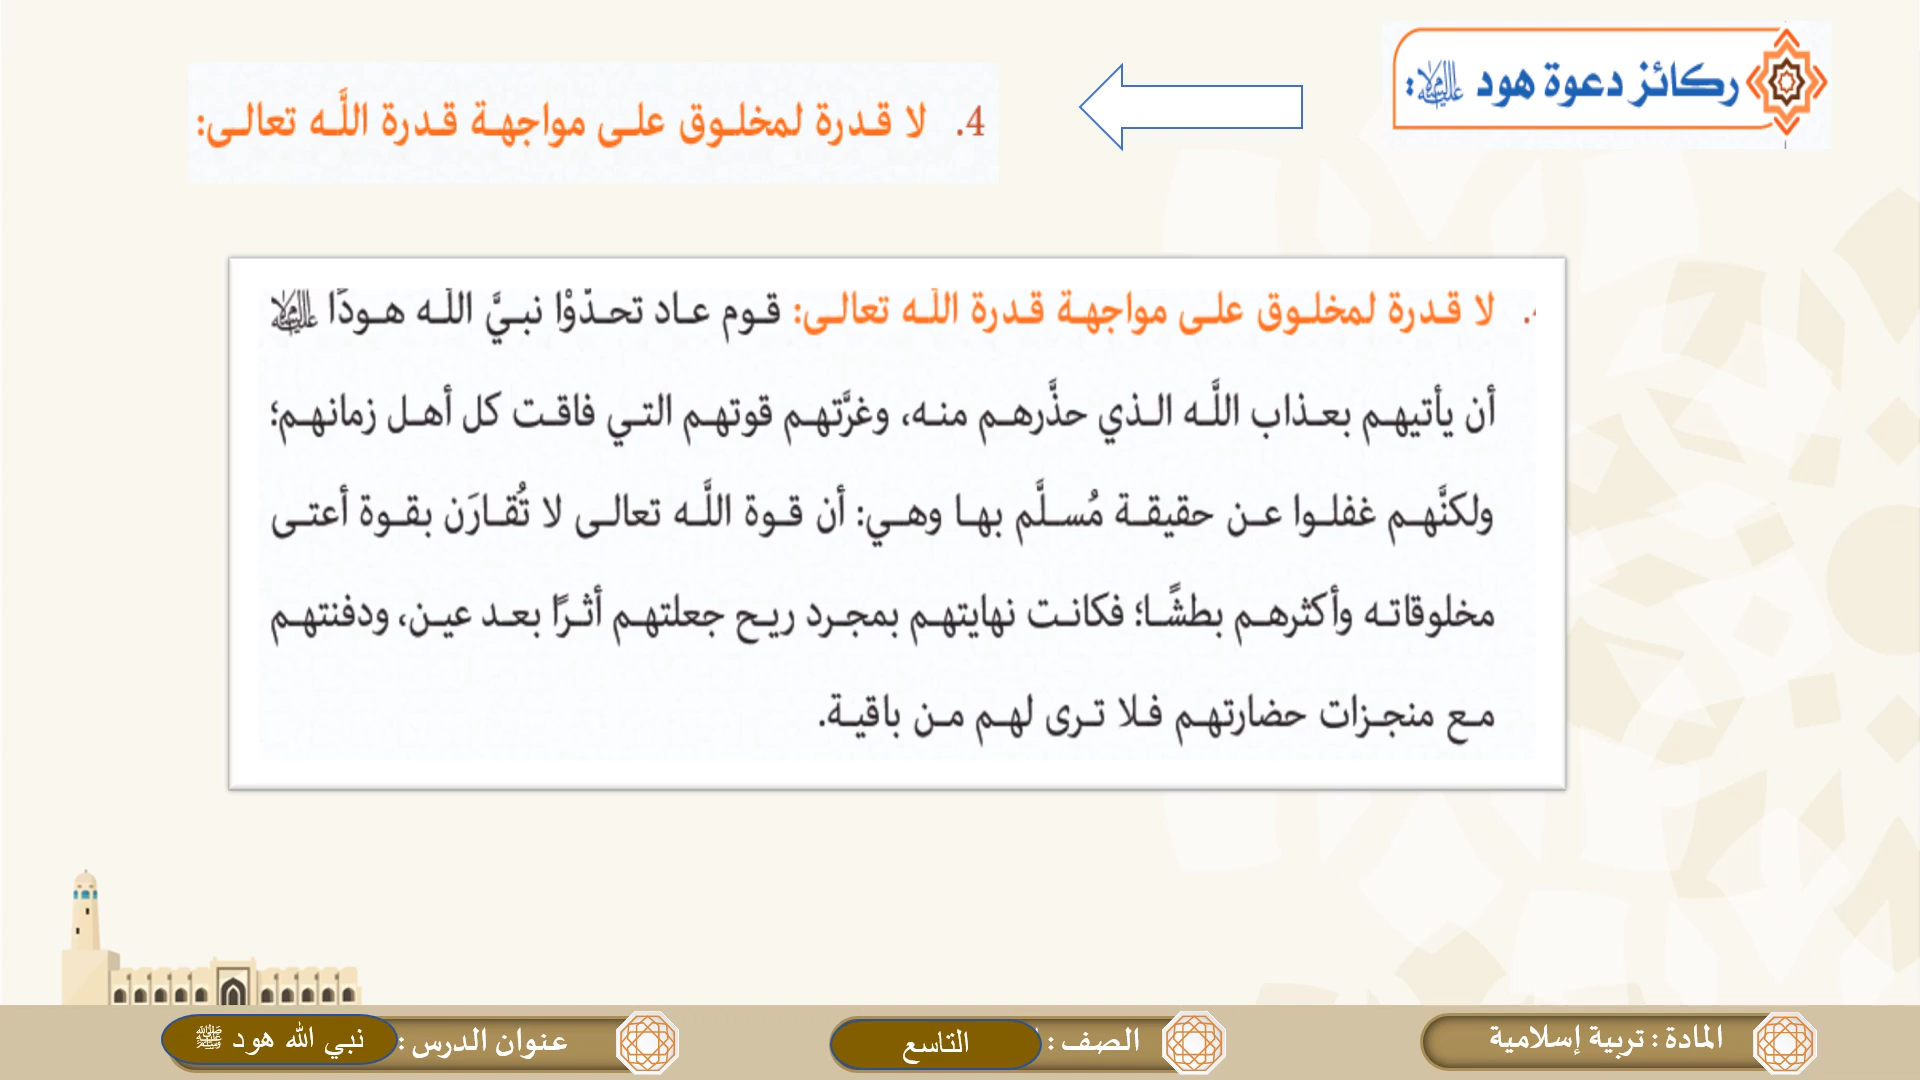 ركائز دعوة هود عليه السلام:
4. لا قدرة لمخلوق على مواجهة قدرة اللَّه تعالى:
. لا قدرة لمخلوق على مواجهة قدرة اللَّه تعالى: قوم عاد تحدَّوْا نبيَّ اللَّه هودًا عليه السلام
أن يأتيهم بعذاب اللَّه الذي حذَّرهم منه، وغرَّتهم قوتهم التي فاقت كل أهل زمانهم؛
ولكنَّهم غفلوا عن حقيقة مُسلَّم بها وهي: أن قوة اللَّه تعالى لا تُقارَن بقوة أعتى
مخلوقاته وأكثرهم بطشًا؛ فكانت نهايتهم بمجرد ريح جعلتهم أثرًا بعد عين، ودفنتهم
مع منجزات حضارتهم فلا ترى لهم من باقية.
المادة : تربية إسلامية
الصف : التاسع
عنوان الدرس : نبي الله هود ﷺ